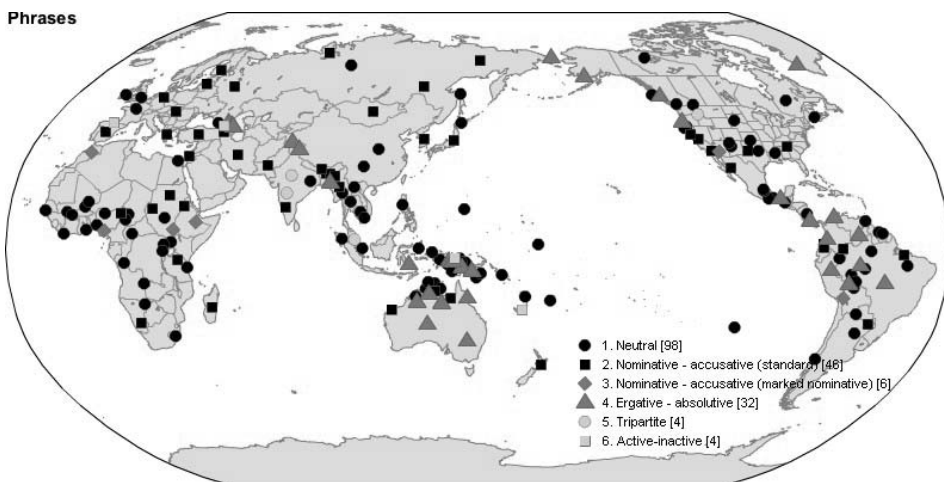 Phrases
1. Neutral [98]
2. Nominative - accusative (standard) [46]
3. Nominative - accusative (marked nominative) [6]
4. Ergative - absolutive [32]
5. Tripartite [4]
6. Active-inactive [4]